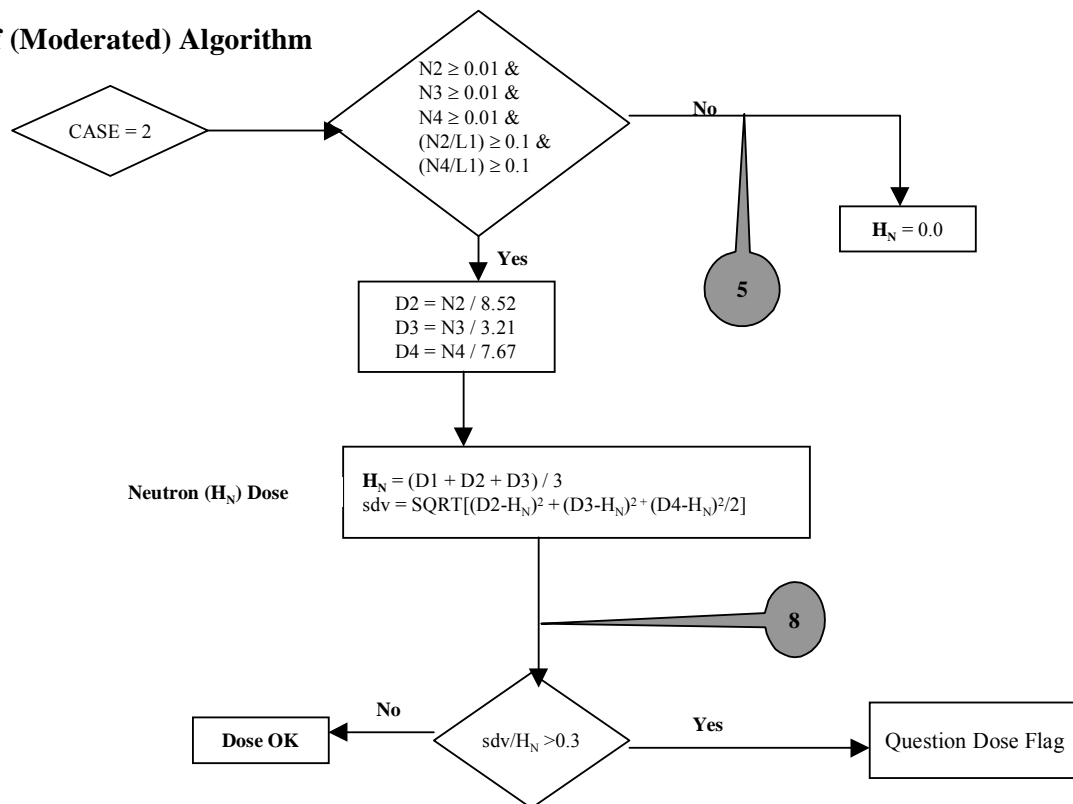 (Moderated) Algorithm
CASE = 2
N2 ≥ 0.01 &
N3 ≥ 0.01 &
N4 ≥ 0.01 &
(N2/L1) ≥ 0.1 &
(N4/L1) ≥ 0.1
No
H_N = 0.0
5
Yes
D2 = N2 / 8.52
D3 = N3 / 3.21
D4 = N4 / 7.67
Neutron (H_N) Dose
H_N = (D1 + D2 + D3) / 3
sdv = SQRT[(D2-H_N)² + (D3-H_N)² ⁺ (D4-H_N)²/2]
8
No
Dose OK
sdv/H_N >0.3
Yes
Question Dose Flag